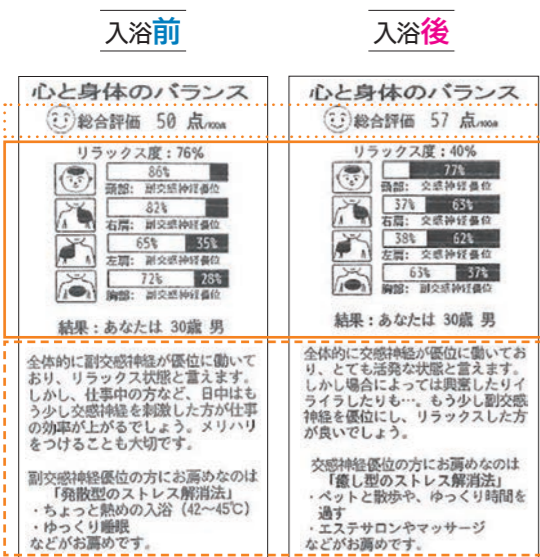 入浴前
心と身体のバランス
総合評価 50 点/100点
リラックス度：76%
86%
頭部： 副交感神経優位
82%
右肩： 副交感神経優位
65% 35%
左肩： 副交感神経優位
72% 28%
胸部： 副交感神経優位
結果：あなたは 30歳 男
全体的に副交感神経が優位に働いて
おり、リラックス状態と言えます。
しかし、仕事中の方など、日中はも
う少し交感神経を刺激した方が仕事
の効率が上がるでしょう。メリハリ
をつけることも大切です。
副交感神経優位の方にお薦めなのは
「発散型のストレス解消法」
・ちょっと熱めの入浴（42～45℃）
・ゆっくり睡眠
などがお薦めです。
入浴後
心と身体のバランス
総合評価 57 点/100点
リラックス度：40%
77%
頭部： 交感神経優位
37% 63%
右肩： 交感神経優位
38% 62%
左肩： 交感神経優位
63% 37%
胸部： 副交感神経優位
結果：あなたは 30歳 男
全体的に交感神経が優位に働いてお
り、とても活発な状態と言えます。
しかし場合によっては興奮したりイ
ライラしたりも…。もう少し副交感
神経を優位にし、リラックスした方
が良いでしょう。
交感神経優位の方にお薦めなのは
「癒し型のストレス解消法」
・ペットと散歩や、ゆっくり時間を
過す
・エステサロンやマッサージ
などがお薦めです。